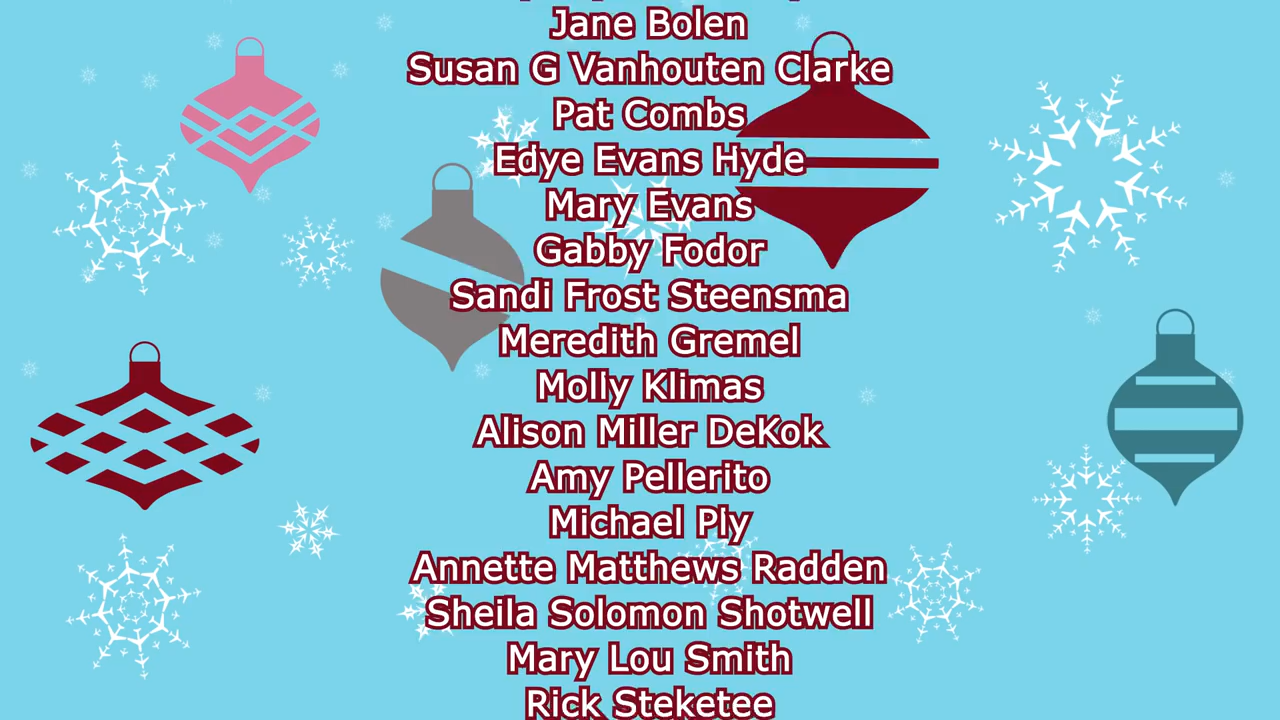 Jane Bolen
Susan G Vanhouten Clarke
Pat Combs
Edye Evans Hyde
Mary Evans
Gabby Fodor
Sandi Frost Steensma
Meredith Gremel
Molly Klimas
Alison Miller DeKok
Amy Pellerito
Michael Ply
Annette Matthews Radden
Sheila Solomon Shotwell
Mary Lou Smith
Rick Steketee